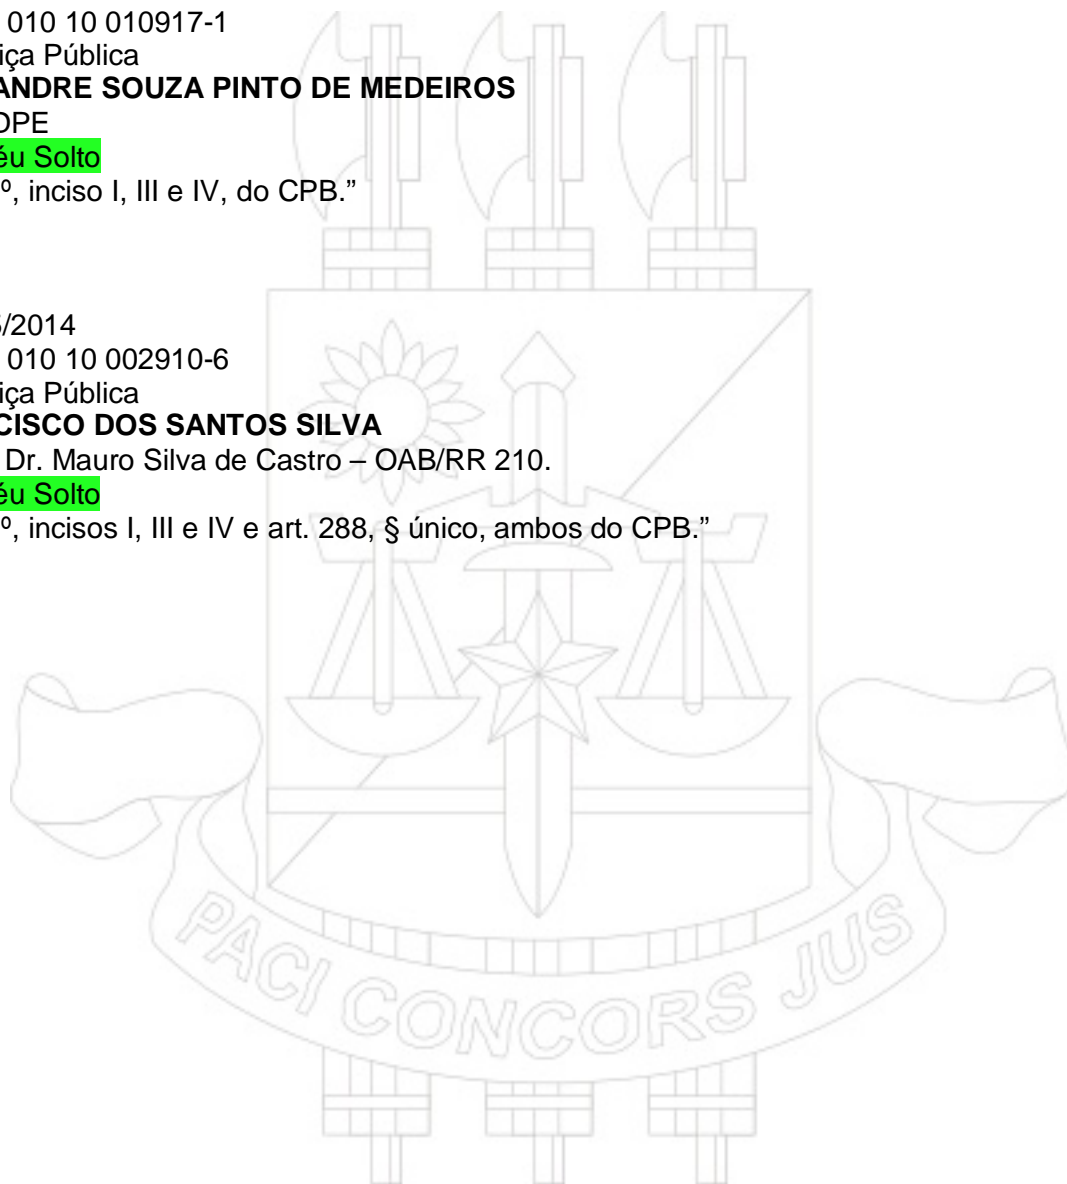 010 10 010917-1
iça Pública
ANDRE SOUZA PINTO DE MEDEIROS
OPE
éu Solto
º, inciso I, III e IV, do CPB.”
/2014
010 10 002910-6
iça Pública
CISCO DOS SANTOS SILVA
Dr. Mauro Silva de Castro – OAB/RR 210.
éu Solto
º, incisos I, III e IV e art. 288, § único, ambos do CPB.”
PACI CONCORS JUS